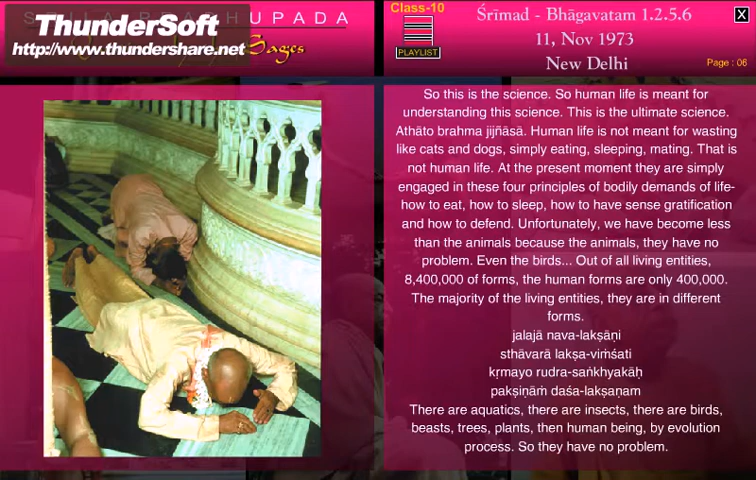 SRILA PRABHUPADA
ThunderSoft
http://www.thundershare.net
Sages
Class-10
PLAYLIST
Śrīmad - Bhāgavatam 1.2.5.6
11, Nov 1973
New Delhi
X
Page : 06
So this is the science. So human life is meant for
understanding this science. This is the ultimate science.
Athāto brahma jijñāsā. Human life is not meant for wasting
like cats and dogs, simply eating, sleeping, mating. That is
not human life. At the present moment they are simply
engaged in these four principles of bodily demands of life-
how to eat, how to sleep, how to have sense gratification
and how to defend. Unfortunately, we have become less
than the animals because the animals, they have no
problem. Even the birds... Out of all living entities,
8,400,000 of forms, the human forms are only 400,000.
The majority of the living entities, they are in different
forms.
jalajā nava-lakṣāṇi
sthāvarā lakṣa-viṁśati
kṛmayo rudra-saṅkhyakāḥ
pakṣiṇāṁ daśa-lakṣaṇam
There are aquatics, there are insects, there are birds,
beasts, trees, plants, then human being, by evolution
process. So they have no problem.